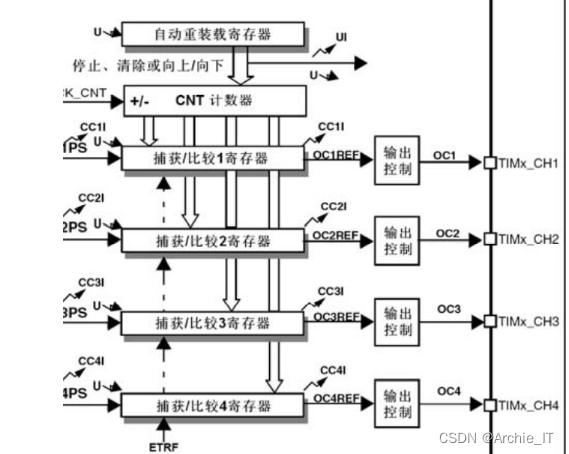 U 自动重装载寄存器 UI
停止、清除或向上/向下 U
CK_CNT +/- CNT 计数器
CC1I CC1I
1PS U 捕获/比较1寄存器 OC1REF 输出控制 OC1 TIMx_CH1
CC2I CC2I
2PS U 捕获/比较2寄存器 OC2REF 输出控制 OC2 TIMx_CH2
CC3I CC3I
3PS U 捕获/比较3寄存器 OC3REF 输出控制 OC3 TIMx_CH3
CC4I CC4I
4PS U 捕获/比较4寄存器 OC4REF 输出控制 OC4 TIMx_CH4
ETRF
CSDN @Archie_IT